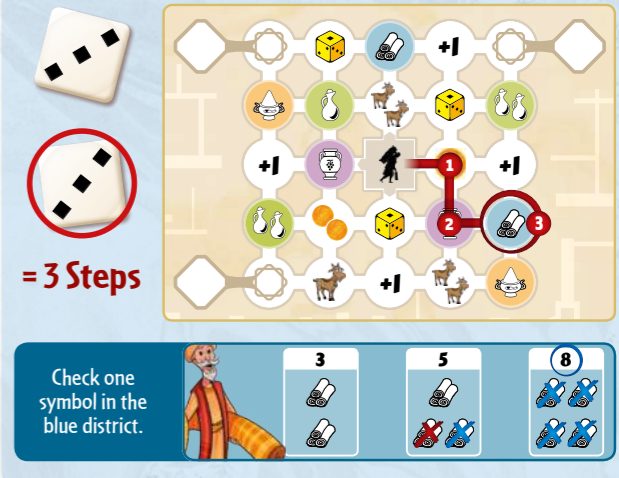 +1
+1
1
+1
2
3
= 3 Steps
+1
Check one
symbol in the
blue district.
3
5
8